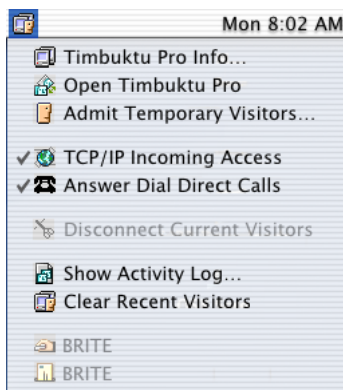 Mon 8:02 AM
Timbuktu Pro Info...
Open Timbuktu Pro
Admit Temporary Visitors...
TCP/IP Incoming Access
Answer Dial Direct Calls
Disconnect Current Visitors
Show Activity Log...
Clear Recent Visitors
BRITE
BRITE